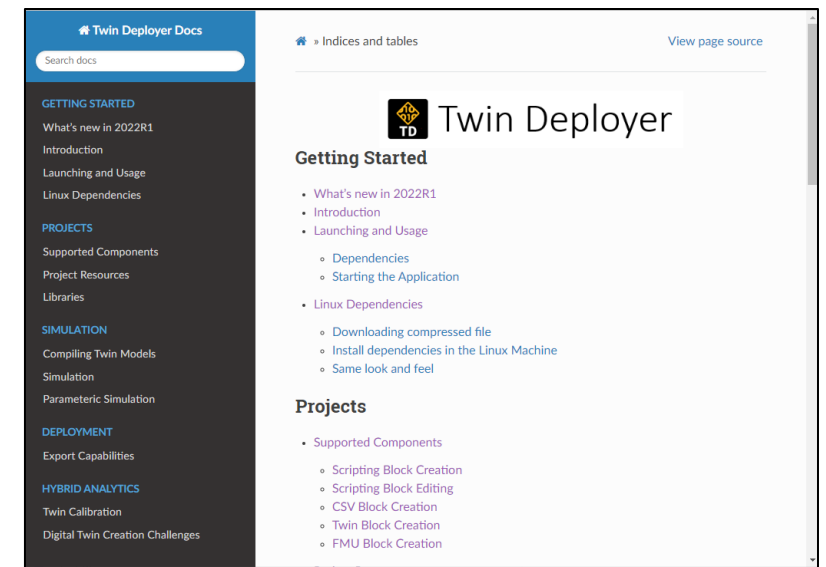 Twin Deployer Docs
Search docs
GETTING STARTED
What's new in 2022R1
Introduction
Launching and Usage
Linux Dependencies
PROJECTS
Supported Components
Project Resources
Libraries
SIMULATION
Compiling Twin Models
Simulation
Parameteric Simulation
DEPLOYMENT
Export Capabilities
HYBRID ANALYTICS
Twin Calibration
Digital Twin Creation Challenges
» Indices and tables
View page source
TD Twin Deployer
Getting Started
• What's new in 2022R1
• Introduction
• Launching and Usage
◦ Dependencies
◦ Starting the Application
• Linux Dependencies
◦ Downloading compressed file
◦ Install dependencies in the Linux Machine
◦ Same look and feel
Projects
• Supported Components
◦ Scripting Block Creation
◦ Scripting Block Editing
◦ CSV Block Creation
◦ Twin Block Creation
◦ FMU Block Creation